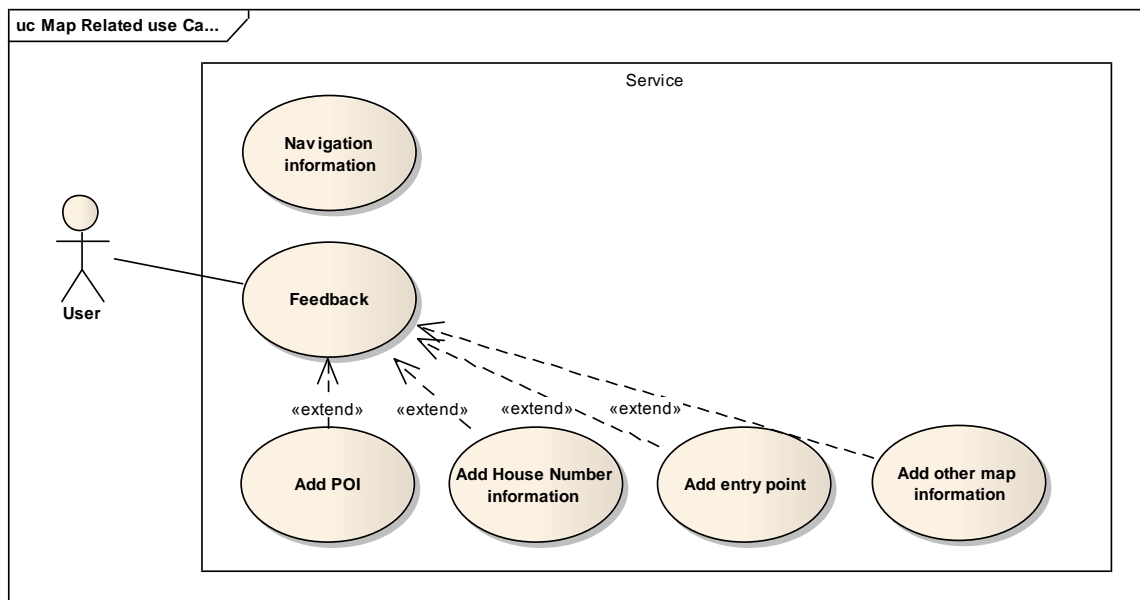 uc Map Related use Ca...
Service
Navigation
information
User
Feedback
«extend» «extend» «extend» «extend»
Add POI
Add House Number
information
Add entry point
Add other map
information